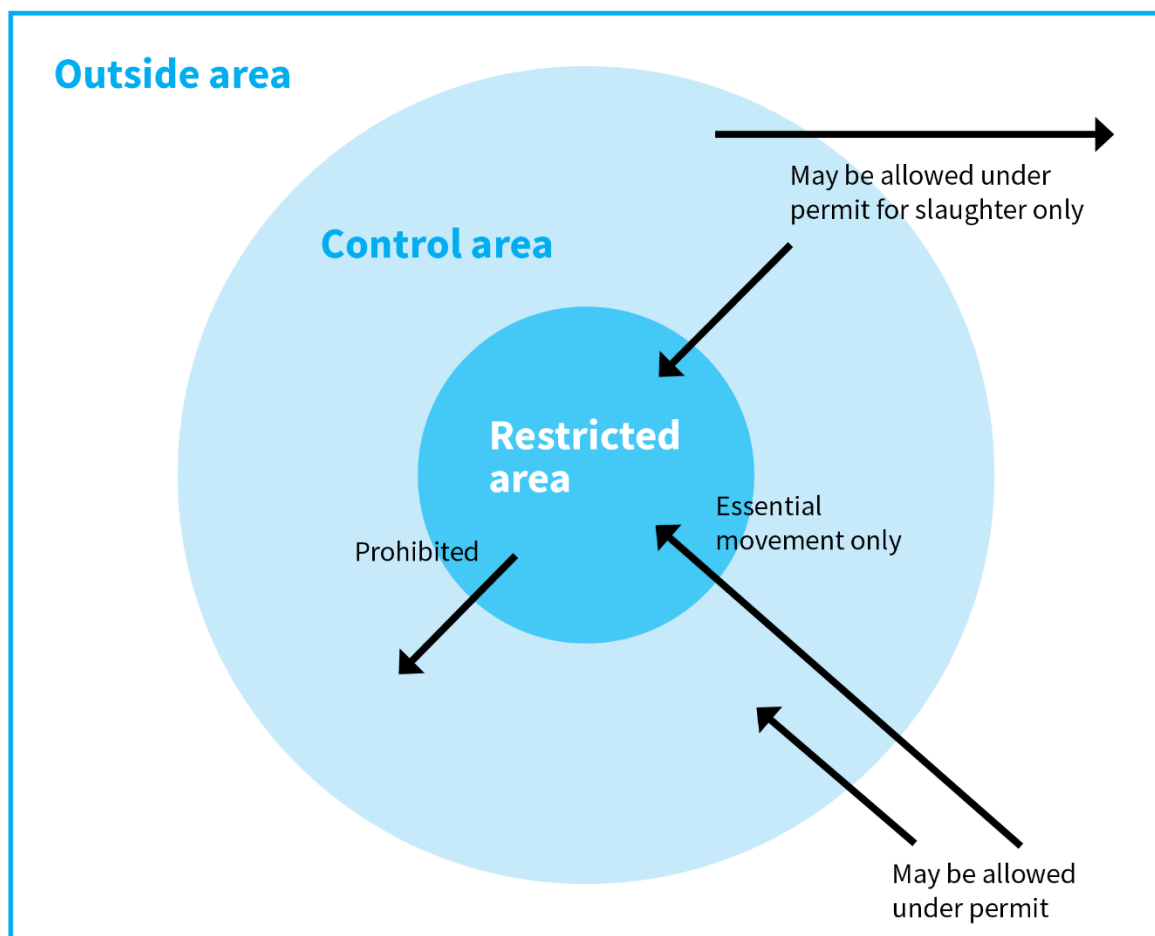 Outside area
May be allowed under
permit for slaughter only
Control area
Restricted
area
Essential
movement only
Prohibited
May be allowed
under permit